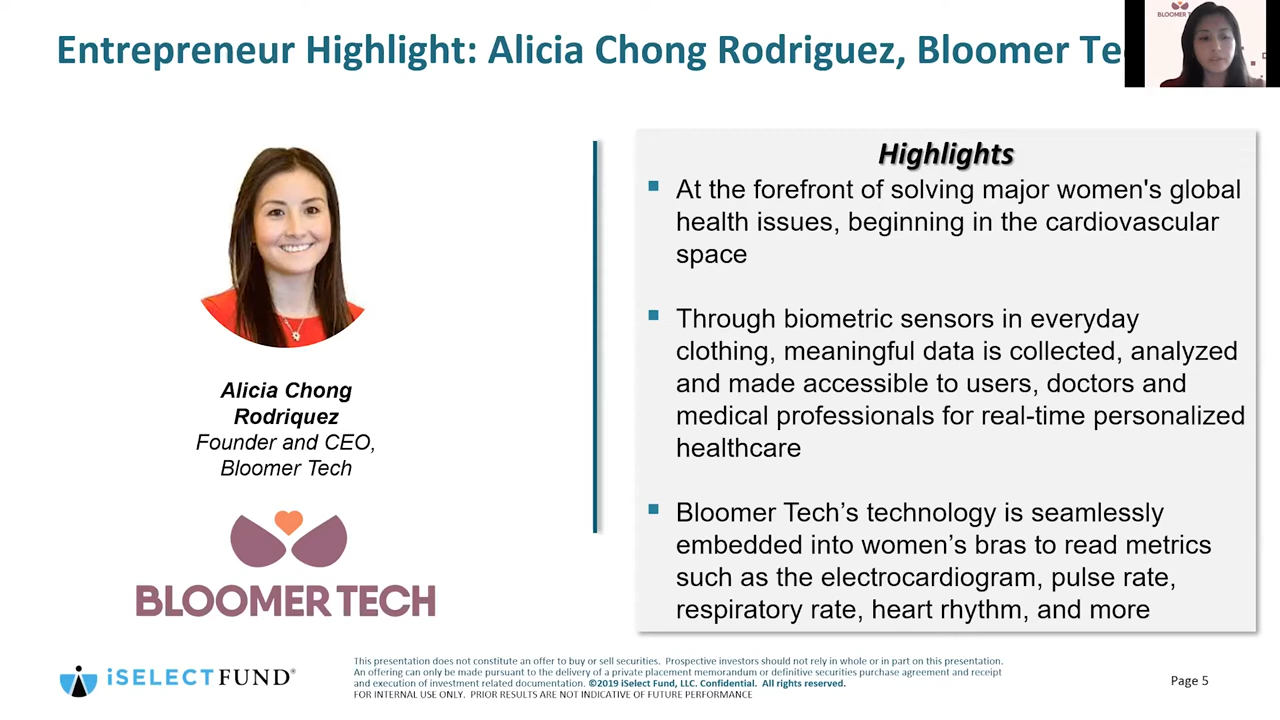 Entrepreneur Highlight: Alicia Chong Rodriguez, Bloomer Te
BLOOMER
Highlights
▪ At the forefront of solving major women's global
health issues, beginning in the cardiovascular
space
▪ Through biometric sensors in everyday
clothing, meaningful data is collected, analyzed
and made accessible to users, doctors and
medical professionals for real-time personalized
healthcare
▪ Bloomer Tech’s technology is seamlessly
embedded into women’s bras to read metrics
such as the electrocardiogram, pulse rate,
respiratory rate, heart rhythm, and more
Alicia Chong
Rodriquez
Founder and CEO,
Bloomer Tech
BLOOMER TECH
iSELECTFUND®
This presentation does not constitute an offer to buy or sell securities. Prospective investors should not rely in whole or in part on this presentation.
An offering can only be made pursuant to the delivery of a private placement memorandum or definitive securities purchase agreement and receipt
and execution of investment related documentation. ©2019 iSelect Fund, LLC. Confidential. All rights reserved.
FOR INTERNAL USE ONLY. PRIOR RESULTS ARE NOT INDICATIVE OF FUTURE PERFORMANCE
Page 5